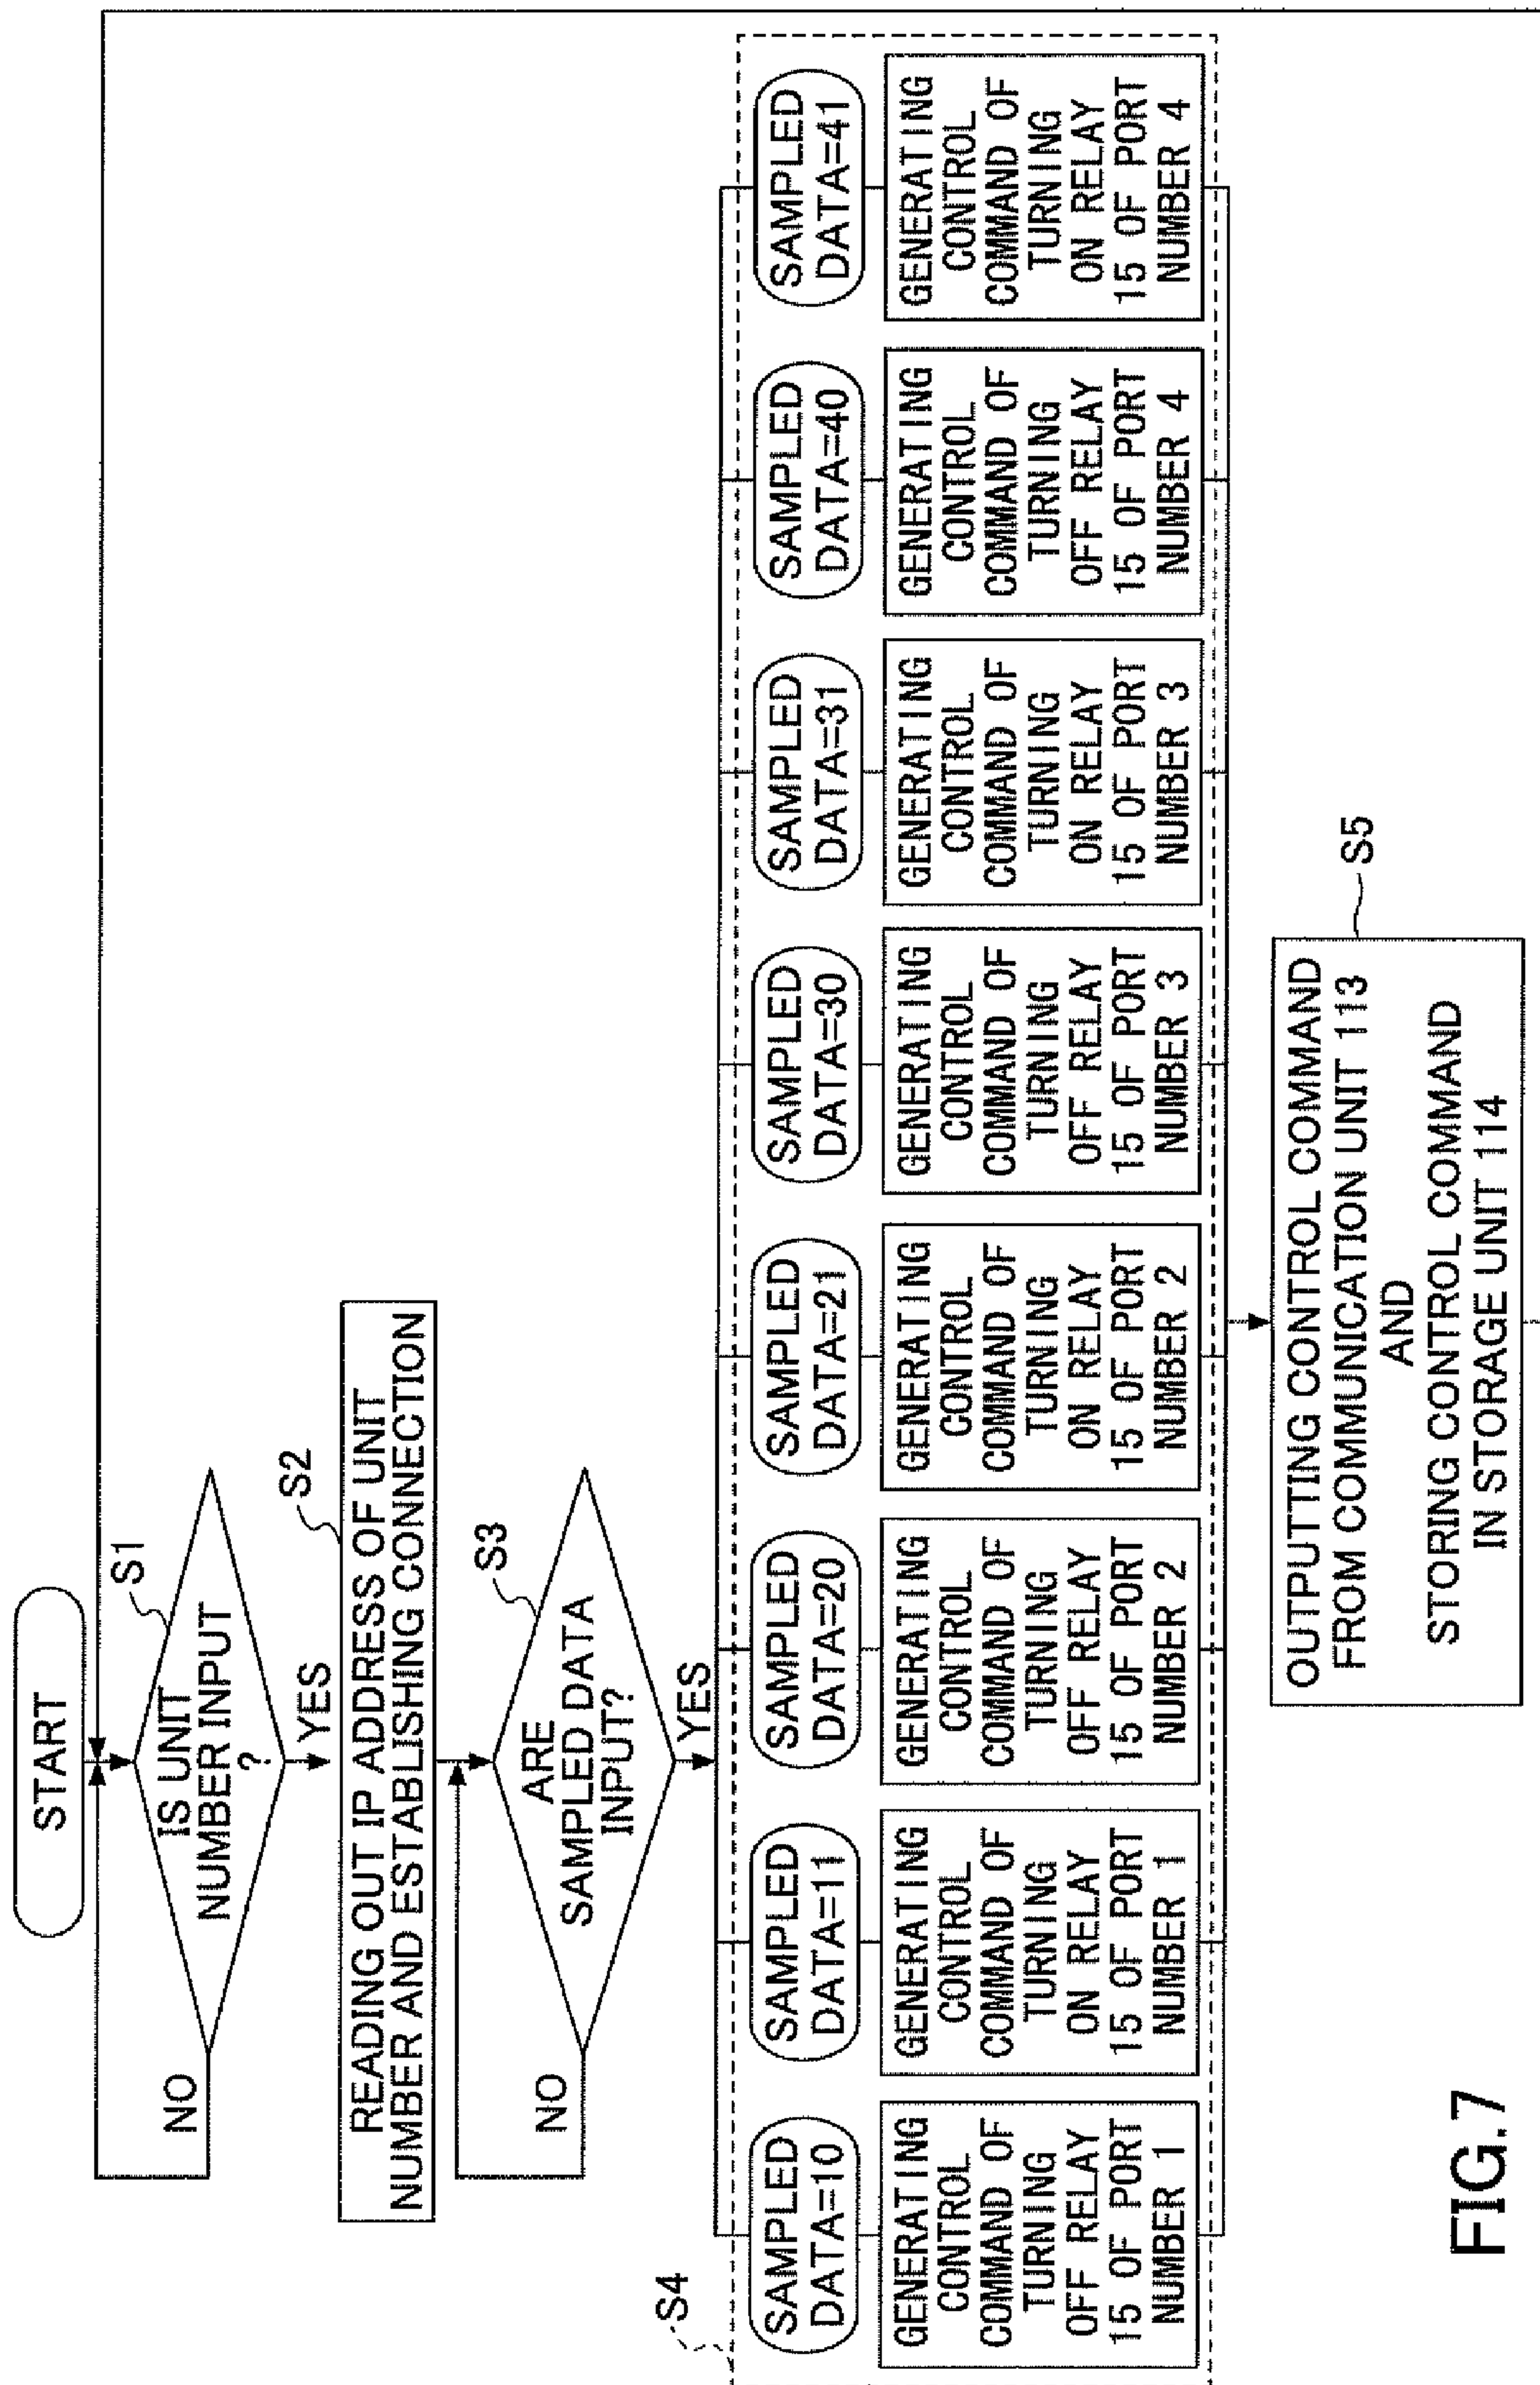 START
S1
IS UNIT
NUMBER INPUT
?
NO
YES
S2
READING OUT IP ADDRESS OF UNIT
NUMBER AND ESTABLISHING CONNECTION
S3
ARE
SAMPLED DATA
INPUT?
NO
YES
S4
SAMPLED
DATA=10
GENERATING
CONTROL
COMMAND OF
TURNING
OFF RELAY
15 OF PORT
NUMBER 1
SAMPLED
DATA=11
GENERATING
CONTROL
COMMAND OF
TURNING
ON RELAY
15 OF PORT
NUMBER 1
SAMPLED
DATA=20
GENERATING
CONTROL
COMMAND OF
TURNING
OFF RELAY
15 OF PORT
NUMBER 2
SAMPLED
DATA=21
GENERATING
CONTROL
COMMAND OF
TURNING
ON RELAY
15 OF PORT
NUMBER 2
SAMPLED
DATA=30
GENERATING
CONTROL
COMMAND OF
TURNING
OFF RELAY
15 OF PORT
NUMBER 3
SAMPLED
DATA=31
GENERATING
CONTROL
COMMAND OF
TURNING
ON RELAY
15 OF PORT
NUMBER 3
SAMPLED
DATA=40
GENERATING
CONTROL
COMMAND OF
TURNING
OFF RELAY
15 OF PORT
NUMBER 4
SAMPLED
DATA=41
GENERATING
CONTROL
COMMAND OF
TURNING
ON RELAY
15 OF PORT
NUMBER 4
S5
OUTPUTTING CONTROL COMMAND
FROM COMMUNICATION UNIT 113
AND
STORING CONTROL COMMAND
IN STORAGE UNIT 114
FIG.7